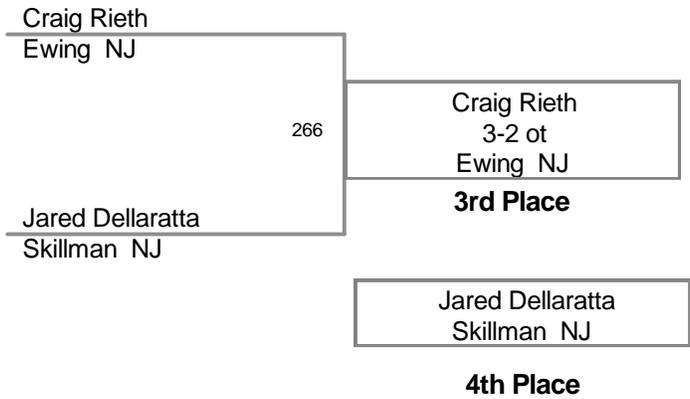 Craig Rieth
Ewing NJ
266
Craig Rieth
3-2 ot
Ewing NJ
3rd Place
Jared Dellaratta
Skillman NJ
Jared Dellaratta
Skillman NJ
4th Place